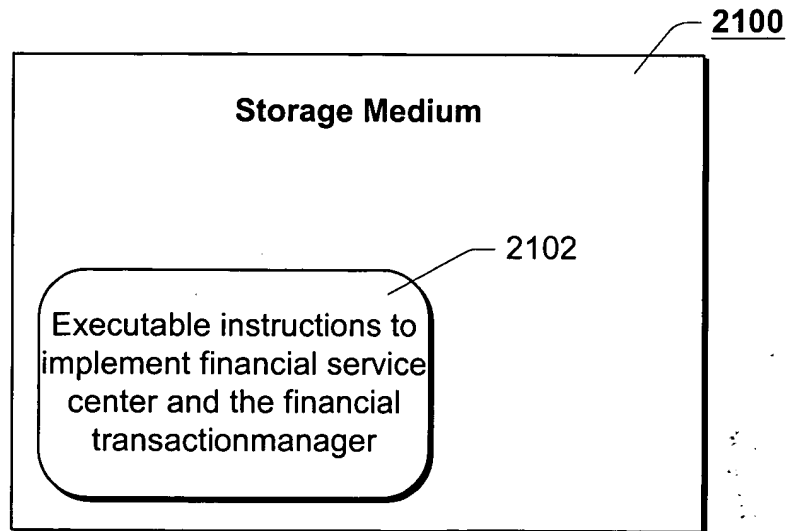 2100
Storage Medium
2102
Executable instructions to
implement financial service
center and the financial
transactionmanager